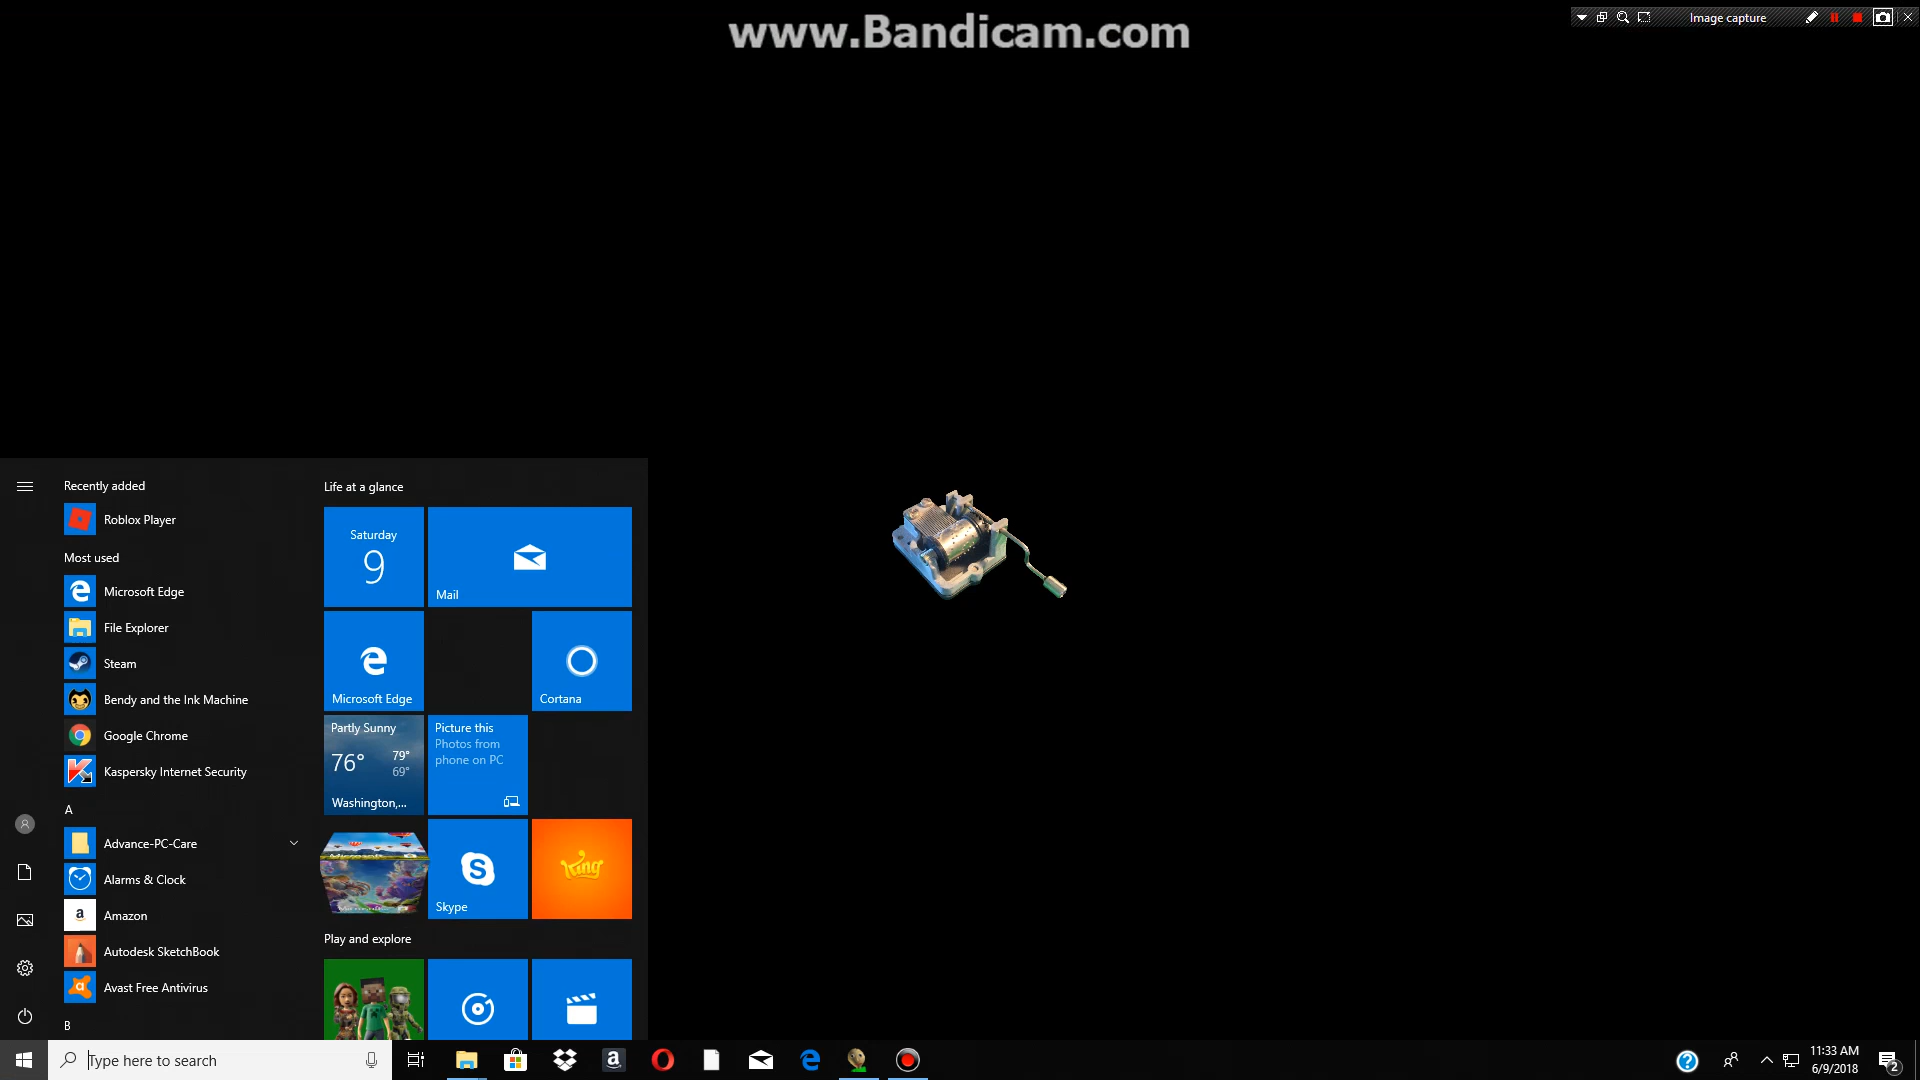 www.Bandicam.com
Image capture
Recently added
Roblox Player
Most used
Microsoft Edge
File Explorer
Steam
Bendy and the Ink Machine
Google Chrome
Kaspersky Internet Security
A
Advance-PC-Care
Alarms & Clock
Amazon
Autodesk SketchBook
Avast Free Antivirus
B
Life at a glance
Saturday
9
Mail
Microsoft Edge
Cortana
Partly Sunny
76°
79°
69°
Washington,...
Picture this
Photos from
phone on PC
Skype
King
Play and explore
Type here to search
11:33 AM
6/9/2018
2